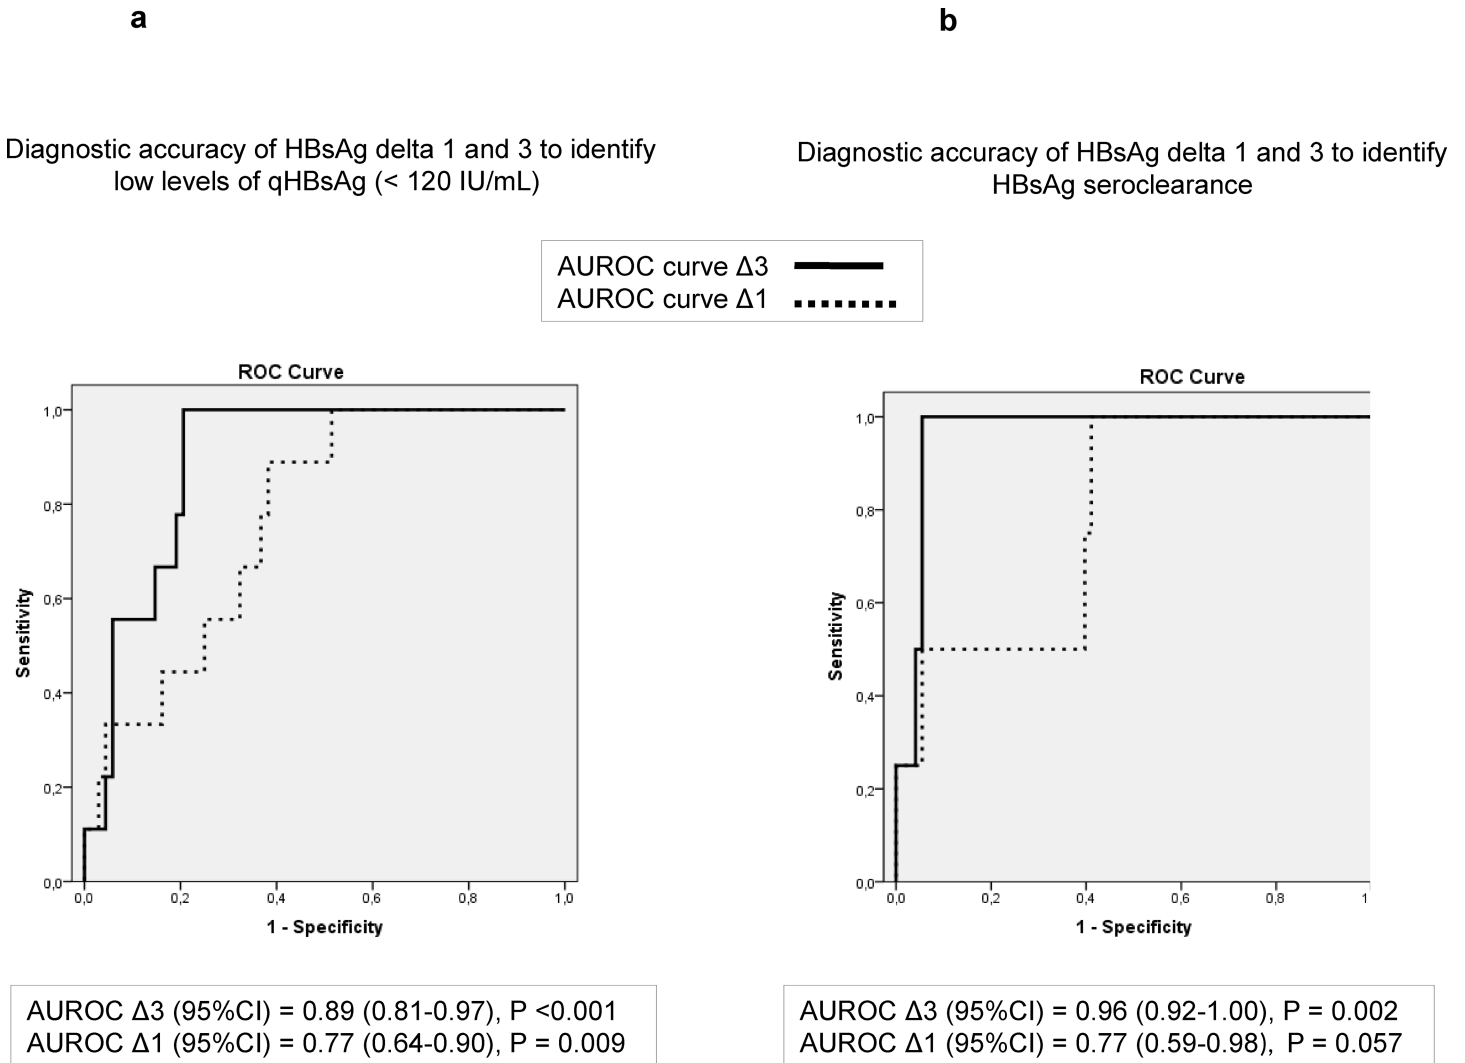 a
b
Diagnostic accuracy of HBsAg delta 1 and 3 to identify
low levels of qHBsAg (< 120 IU/mL)
Diagnostic accuracy of HBsAg delta 1 and 3 to identify
HBsAg seroclearance
AUROC curve Δ3
AUROC curve Δ1
ROC Curve
1,0
0,8
0,6
0,4
0,2
0,0
Sensitivity
0,0 0,2 0,4 0,6 0,8 1,0
1 - Specificity
ROC Curve
1,0
0,8
0,6
0,4
0,2
0,0
Sensitivity
0,0 0,2 0,4 0,6 0,8 1
1 - Specificity
AUROC Δ3 (95%CI) = 0.89 (0.81-0.97), P <0.001
AUROC Δ1 (95%CI) = 0.77 (0.64-0.90), P = 0.009
AUROC Δ3 (95%CI) = 0.96 (0.92-1.00), P = 0.002
AUROC Δ1 (95%CI) = 0.77 (0.59-0.98), P = 0.057